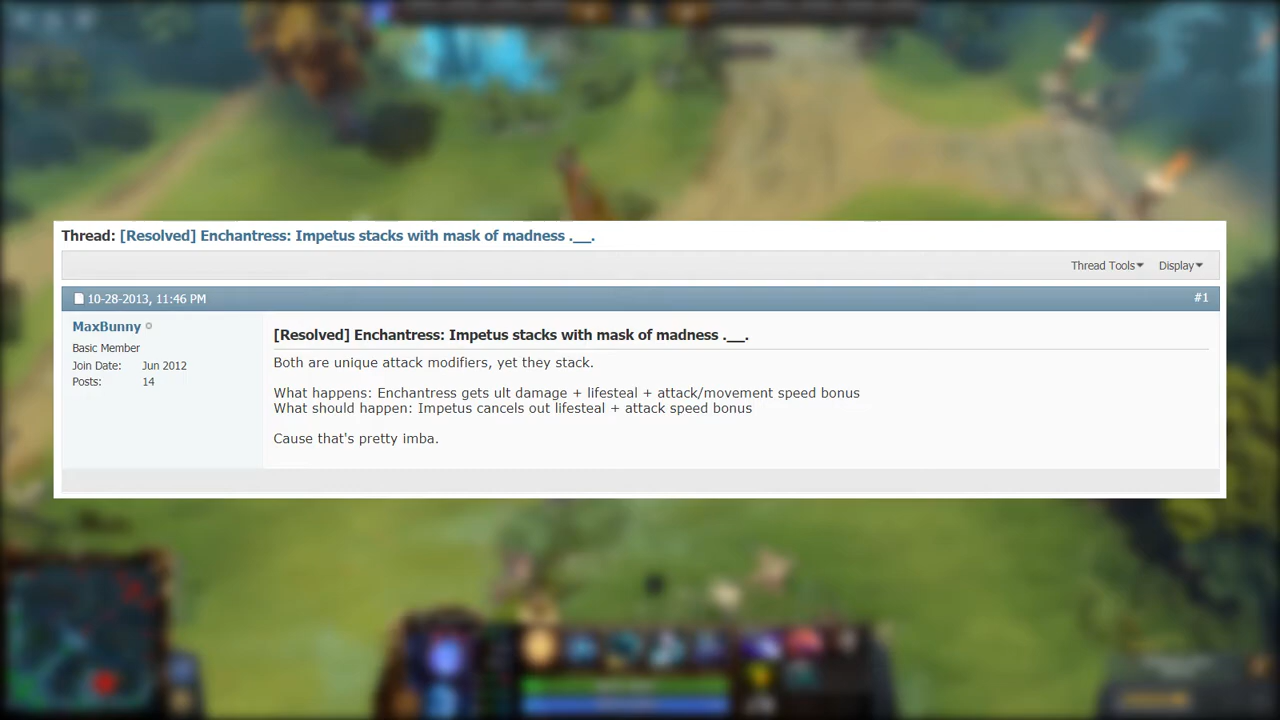 Thread: [Resolved] Enchantress: Impetus stacks with mask of madness .__.
Thread Tools Display
10-28-2013, 11:46 PM #1
MaxBunny
Basic Member
Join Date: Jun 2012
Posts: 14
[Resolved] Enchantress: Impetus stacks with mask of madness .__.
Both are unique attack modifiers, yet they stack.
What happens: Enchantress gets ult damage + lifesteal + attack/movement speed bonus
What should happen: Impetus cancels out lifesteal + attack speed bonus
Cause that's pretty imba.